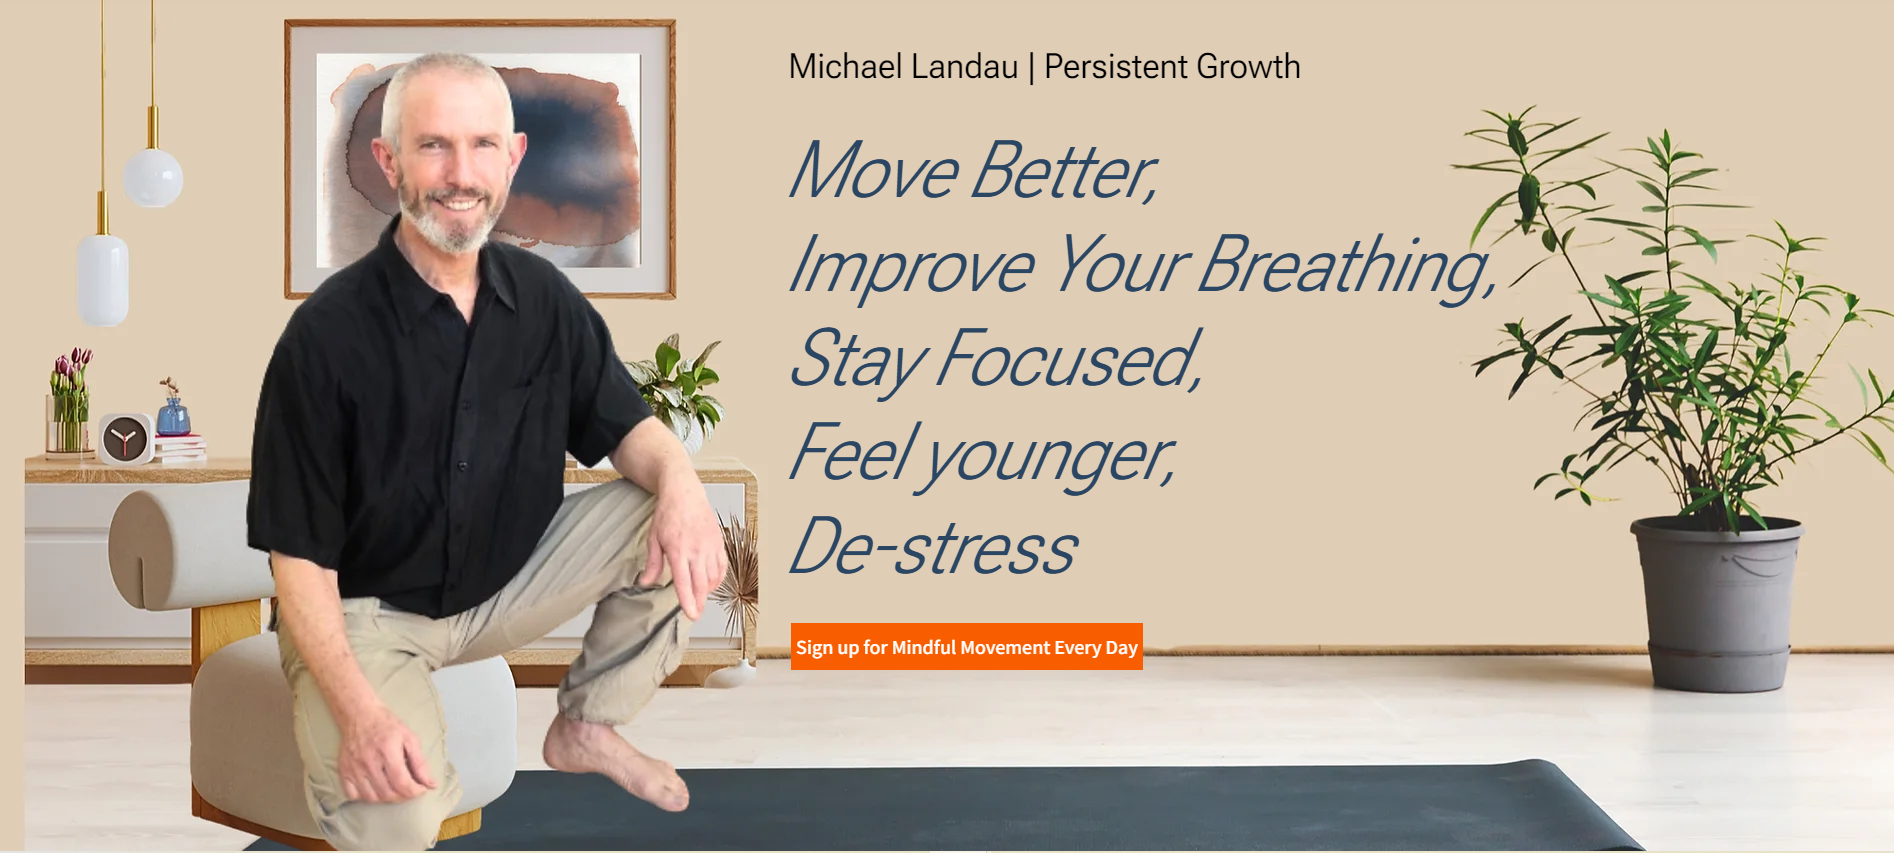 Michael Landau | Persistent Growth
Move Better,
Improve Your Breathing,
Stay Focused,
Feel younger,
De-stress
Sign up for Mindful Movement Every Day